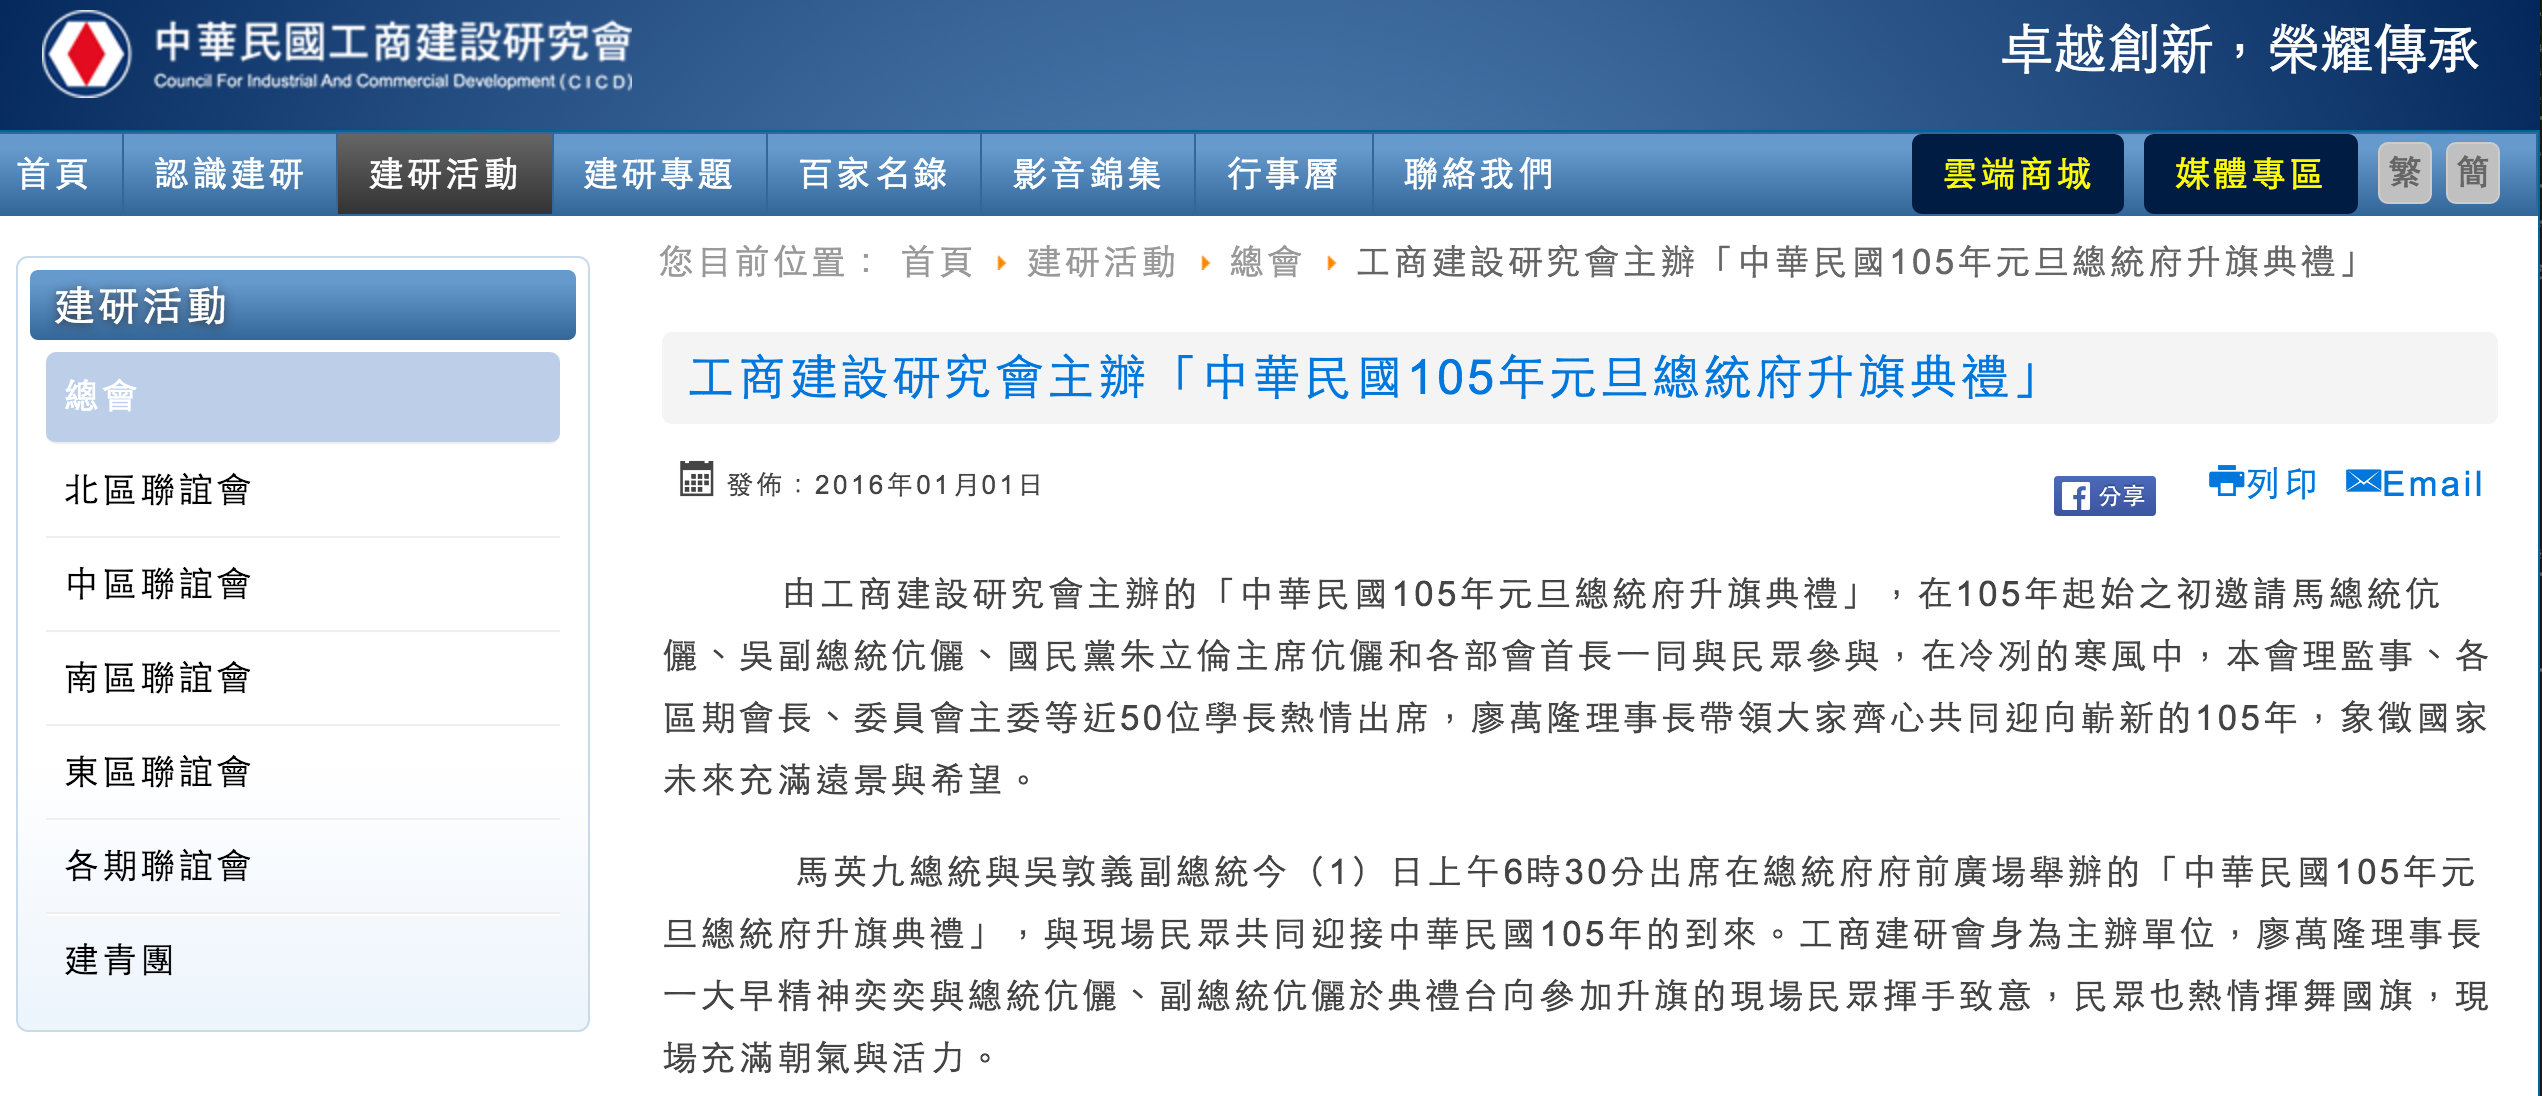 中華民國工商建設研究會
Council For Industrial And Commercial Development (CICD)
卓越創新，榮耀傳承
首頁 認識建研 建研活動 建研專題 百家名錄 影音錦集 行事曆 聯絡我們 雲端商城 媒體專區 繁 簡
您目前位置： 首頁 建研活動 總會 工商建設研究會主辦「中華民國105年元旦總統府升旗典禮」
建研活動
總會
北區聯誼會
中區聯誼會
南區聯誼會
東區聯誼會
各期聯誼會
建青團
工商建設研究會主辦「中華民國105年元旦總統府升旗典禮」
發佈：2016年01月01日
分享 列印 Email
由工商建設研究會主辦的「中華民國105年元旦總統府升旗典禮」，在105年起始之初邀請馬總統伉
儷、吳副總統伉儷、國民黨朱立倫主席伉儷和各部會首長一同與民眾參與，在冷冽的寒風中，本會理監事、各
區期會長、委員會主委等近50位學長熱情出席，廖萬隆理事長帶領大家齊心共同迎向嶄新的105年，象徵國家
未來充滿遠景與希望。
馬英九總統與吳敦義副總統今（1）日上午6時30分出席在總統府府前廣場舉辦的「中華民國105年元
旦總統府升旗典禮」，與現場民眾共同迎接中華民國105年的到來。工商建研會身為主辦單位，廖萬隆理事長
一大早精神奕奕與總統伉儷、副總統伉儷於典禮台向參加升旗的現場民眾揮手致意，民眾也熱情揮舞國旗，現
場充滿朝氣與活力。